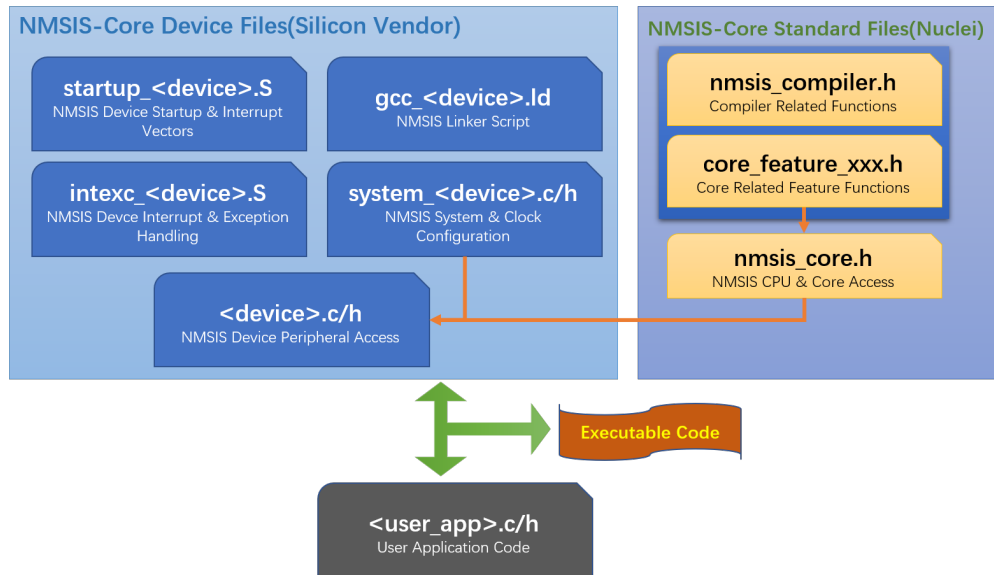 NMSIS-Core Device Files(Silicon Vendor)
startup_<device>.S
NMSIS Device Startup & Interrupt
Vectors
gcc_<device>.ld
NMSIS Linker Script
intexc_<device>.S
NMSIS Devce Interrupt & Exception
Handling
system_<device>.c/h
NMSIS System & Clock
Configuration
<device>.c/h
NMSIS Device Peripheral Access
NMSIS-Core Standard Files(Nuclei)
nmsis_compiler.h
Compiler Related Functions
core_feature_xxx.h
Core Related Feature Functions
nmsis_core.h
NMSIS CPU & Core Access
Executable Code
<user_app>.c/h
User Application Code